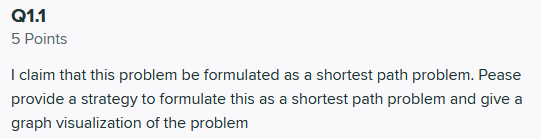 Q1.1
5 Points
I claim that this problem be formulated as a shortest path problem. Pease
provide a strategy to formulate this as a shortest path problem and give a
graph visualization of the problem